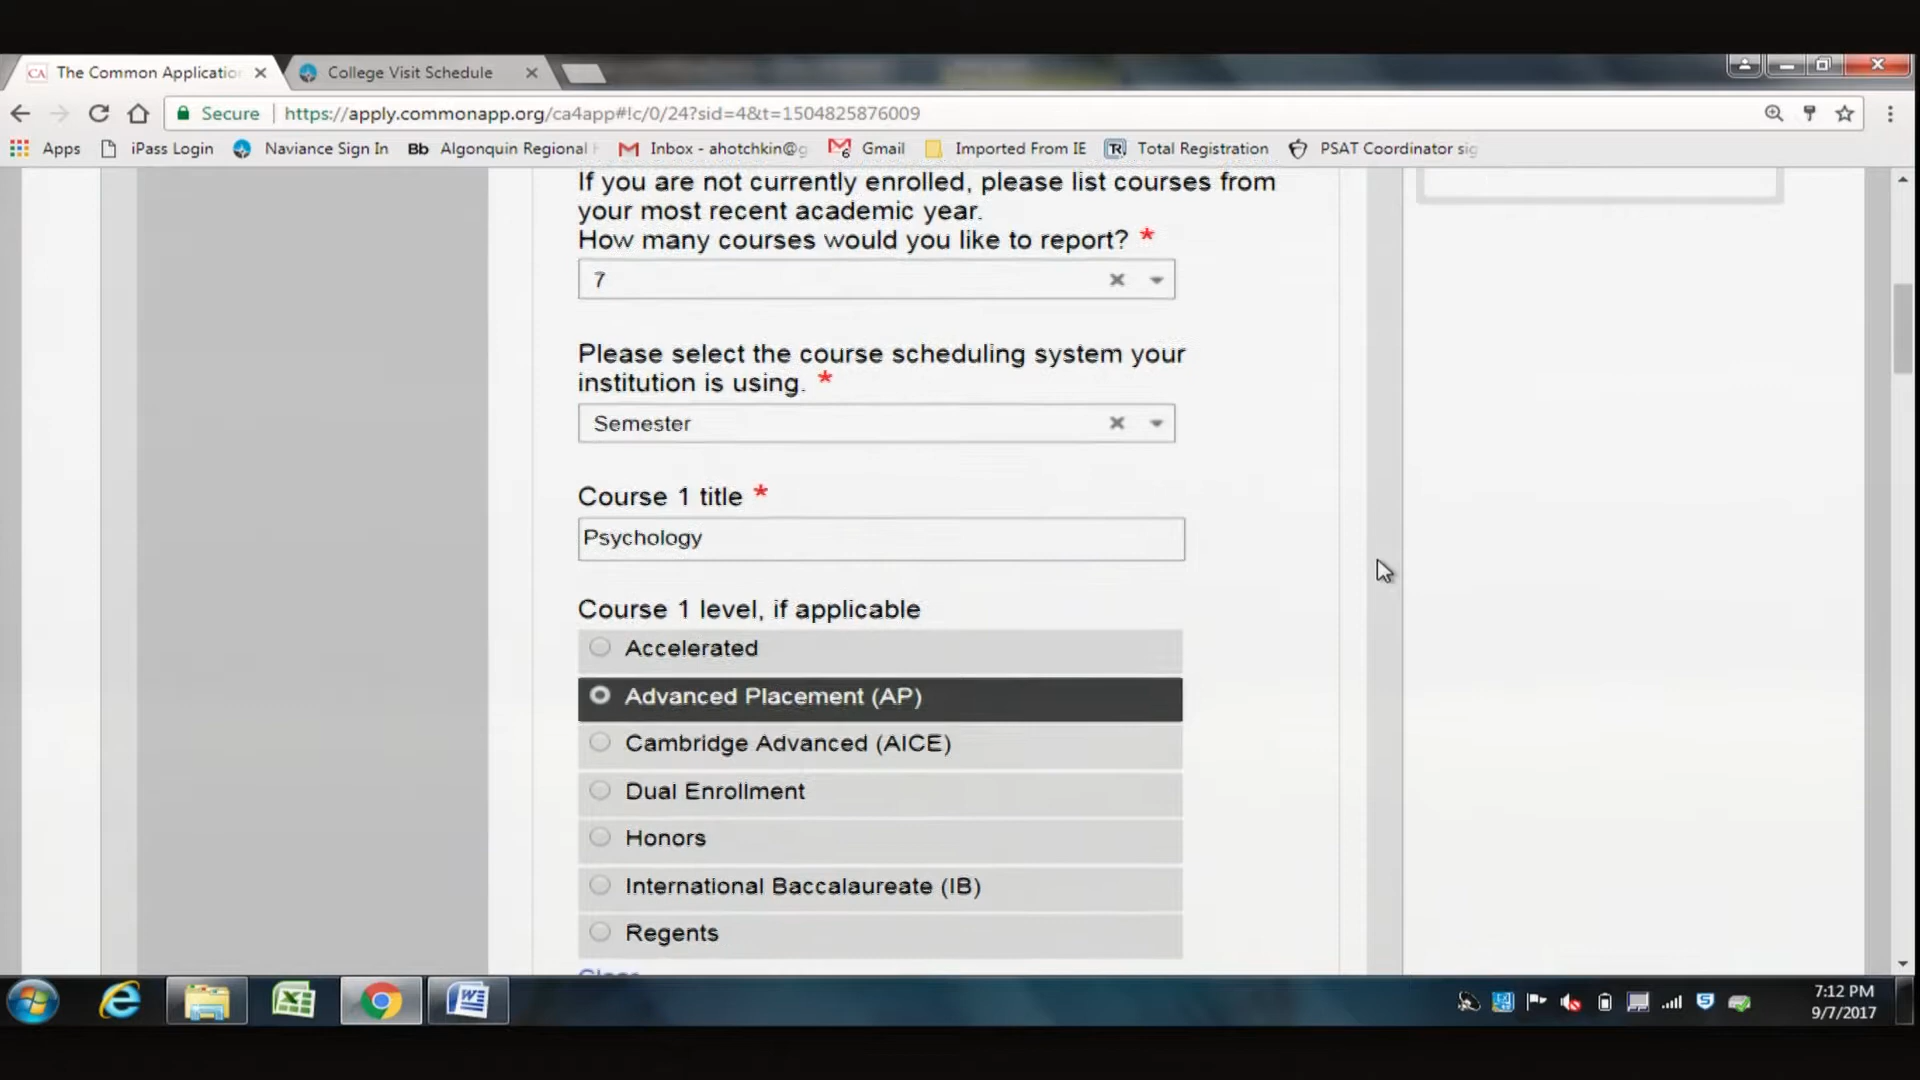 The Common Applicatio
College Visit Schedule
Secure https://apply.commonapp.org/ca4app#!c/0/24?sid=4&t=1504825876009
Apps iPass Login Naviance Sign In Bb Algonquin Regional Inbox - ahotchkin@g Gmail Imported From IE Total Registration PSAT Coordinator sig
If you are not currently enrolled, please list courses from
your most recent academic year.
How many courses would you like to report? *
7
Please select the course scheduling system your
institution is using. *
Semester
Course 1 title *
Psychology
Course 1 level, if applicable
Accelerated
Advanced Placement (AP)
Cambridge Advanced (AICE)
Dual Enrollment
Honors
International Baccalaureate (IB)
Regents
7:12 PM
9/7/2017